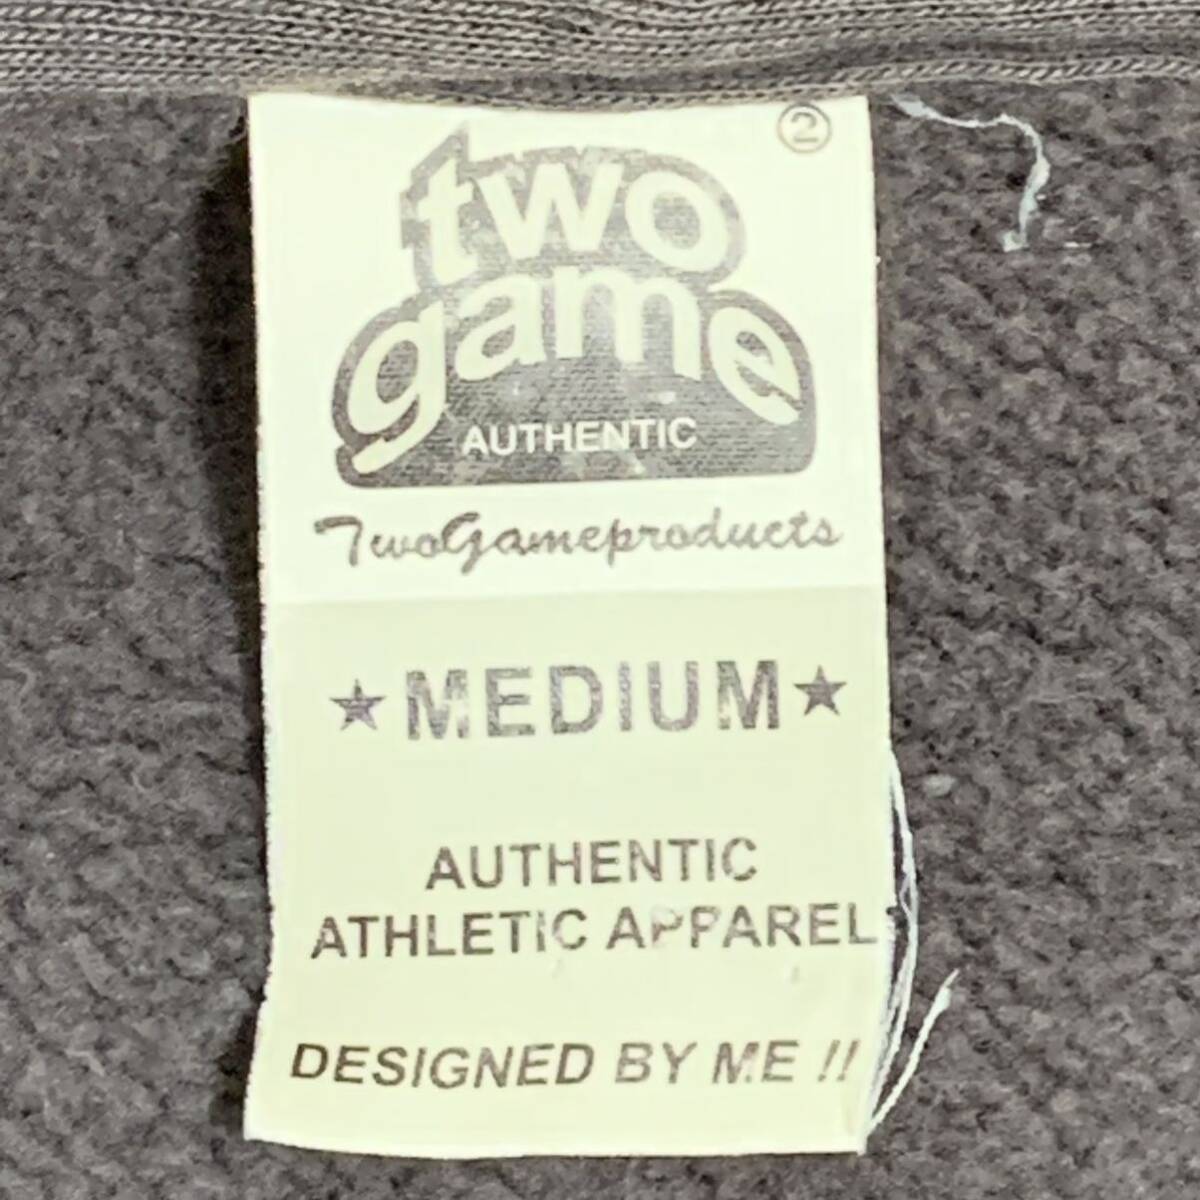 ②
two
game
AUTHENTIC
TwoGameproducts
★MEDIUM★
AUTHENTIC
ATHLETIC APPAREL
DESIGNED BY ME !!